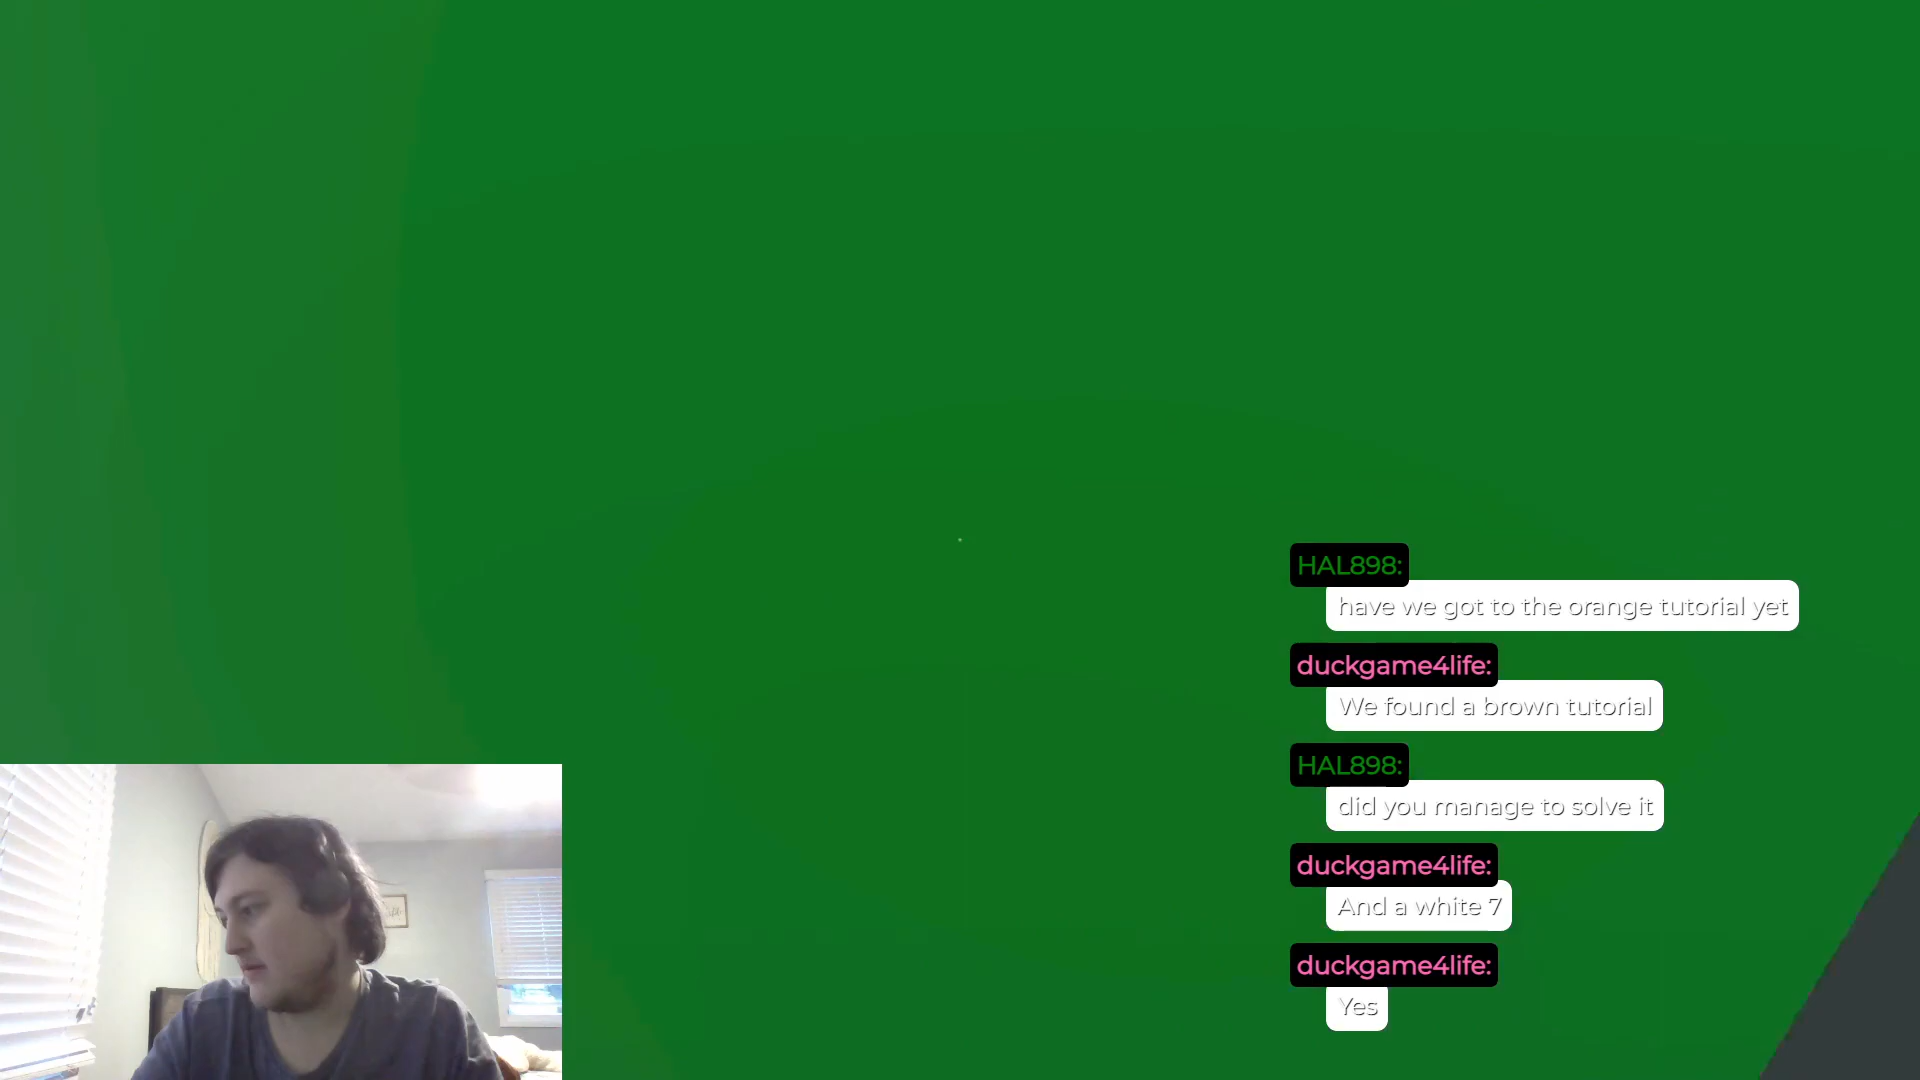 HAL898:
have we got to the orange tutorial yet
duckgame4life:
We found a brown tutorial
HAL898:
did you manage to solve it
duckgame4life:
And a white 7
duckgame4life:
Yes